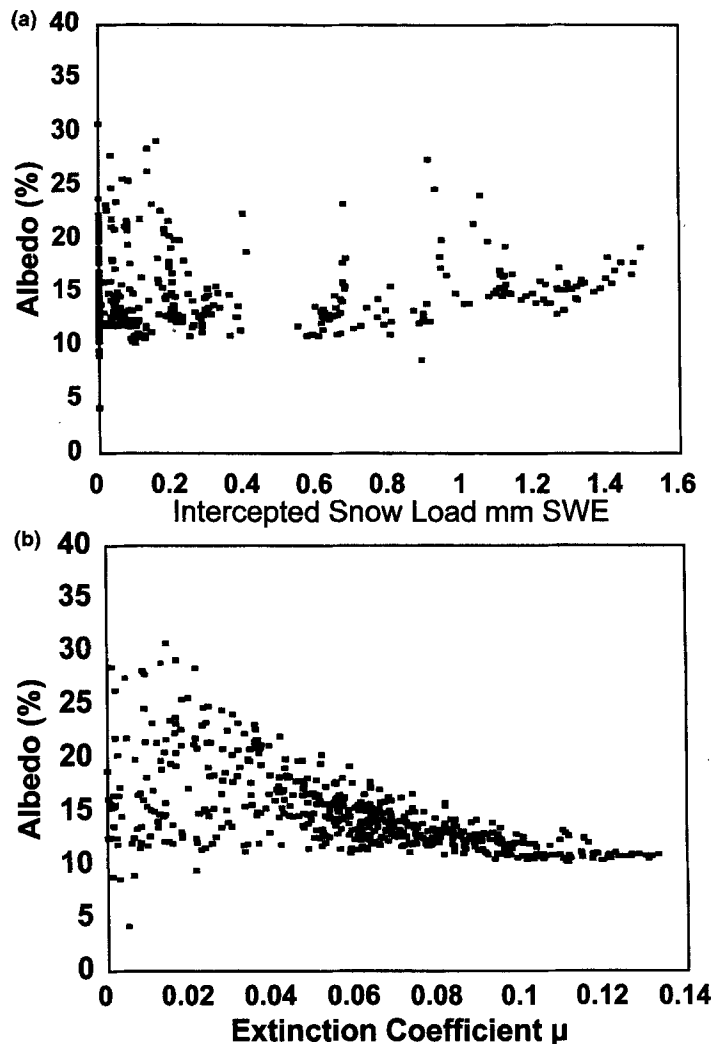 (a)
40
35
30
25
20
15
10
5
0
Albedo (%)
0 0.2 0.4 0.6 0.8 1 1.2 1.4 1.6
Intercepted Snow Load mm SWE
(b)
40
35
30
25
20
15
10
5
0
Albedo (%)
0 0.02 0.04 0.06 0.08 0.1 0.12 0.14
Extinction Coefficient μ